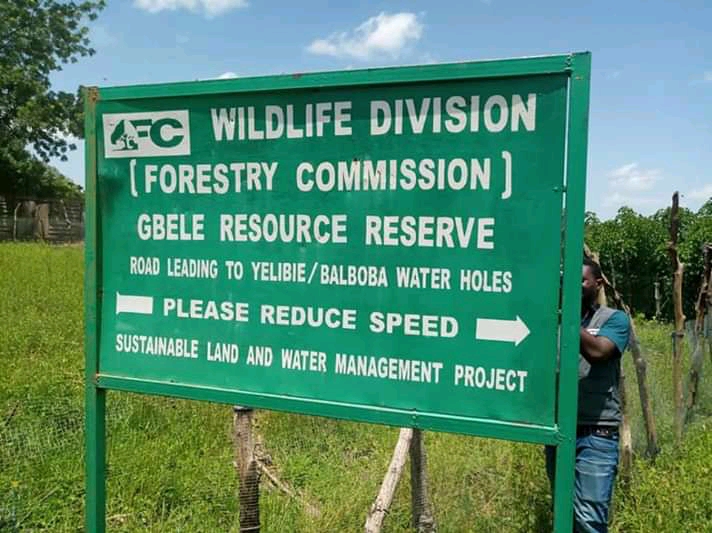 FC WILDLIFE DIVISION
[FORESTRY COMMISSION]
GBELE RESOURCE RESERVE
ROAD LEADING TO YELIBIE/BALBOBA WATER HOLES
PLEASE REDUCE SPEED
SUSTAINABLE LAND AND WATER MANAGEMENT PROJECT